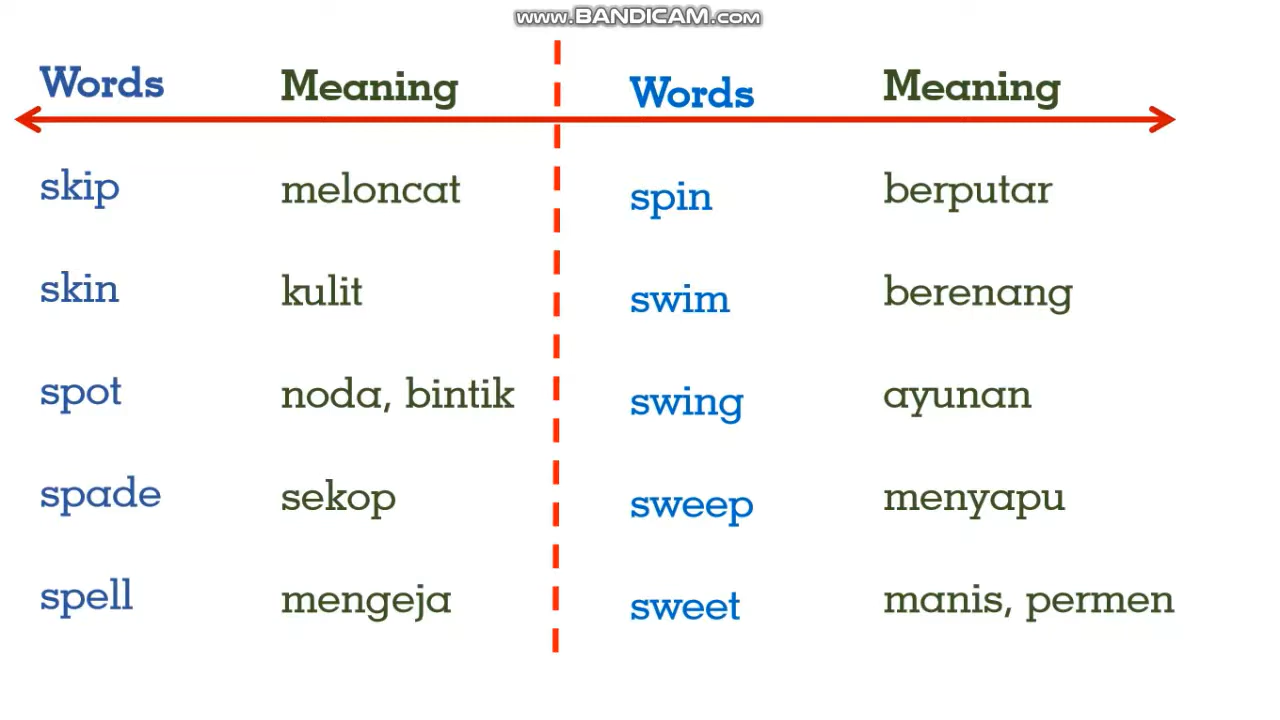 www.BANDICAM.com
Words Meaning Words Meaning
skip meloncat spin berputar
skin kulit swim berenang
spot noda, bintik swing ayunan
spade sekop sweep menyapu
spell mengeja sweet manis, permen